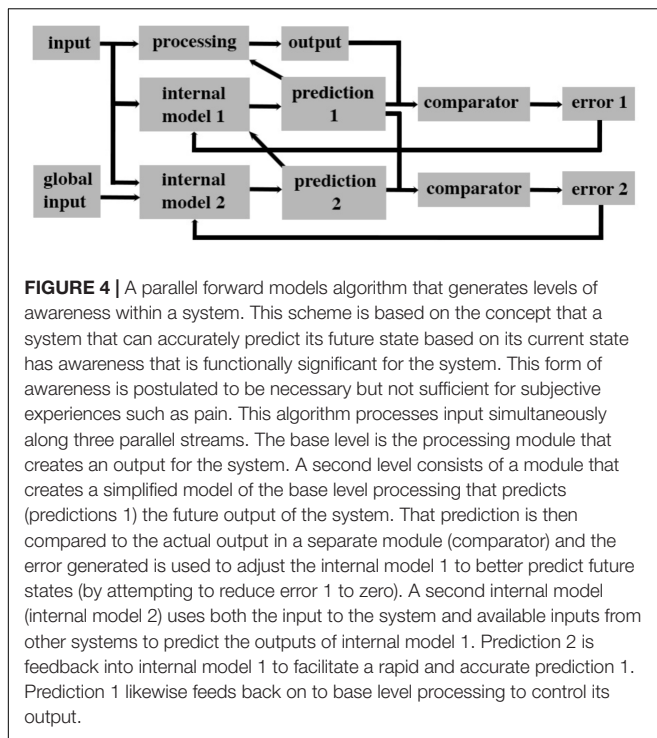 input processing output
internal model 1 prediction 1 comparator error 1
global input internal model 2 prediction 2 comparator error 2
FIGURE 4 | A parallel forward models algorithm that generates levels of
awareness within a system. This scheme is based on the concept that a
system that can accurately predict its future state based on its current state
has awareness that is functionally significant for the system. This form of
awareness is postulated to be necessary but not sufficient for subjective
experiences such as pain. This algorithm processes input simultaneously
along three parallel streams. The base level is the processing module that
creates an output for the system. A second level consists of a module that
creates a simplified model of the base level processing that predicts
(predictions 1) the future output of the system. That prediction is then
compared to the actual output in a separate module (comparator) and the
error generated is used to adjust the internal model 1 to better predict future
states (by attempting to reduce error 1 to zero). A second internal model
(internal model 2) uses both the input to the system and available inputs from
other systems to predict the outputs of internal model 1. Prediction 2 is
feedback into internal model 1 to facilitate a rapid and accurate prediction 1.
Prediction 1 likewise feeds back on to base level processing to control its
output.